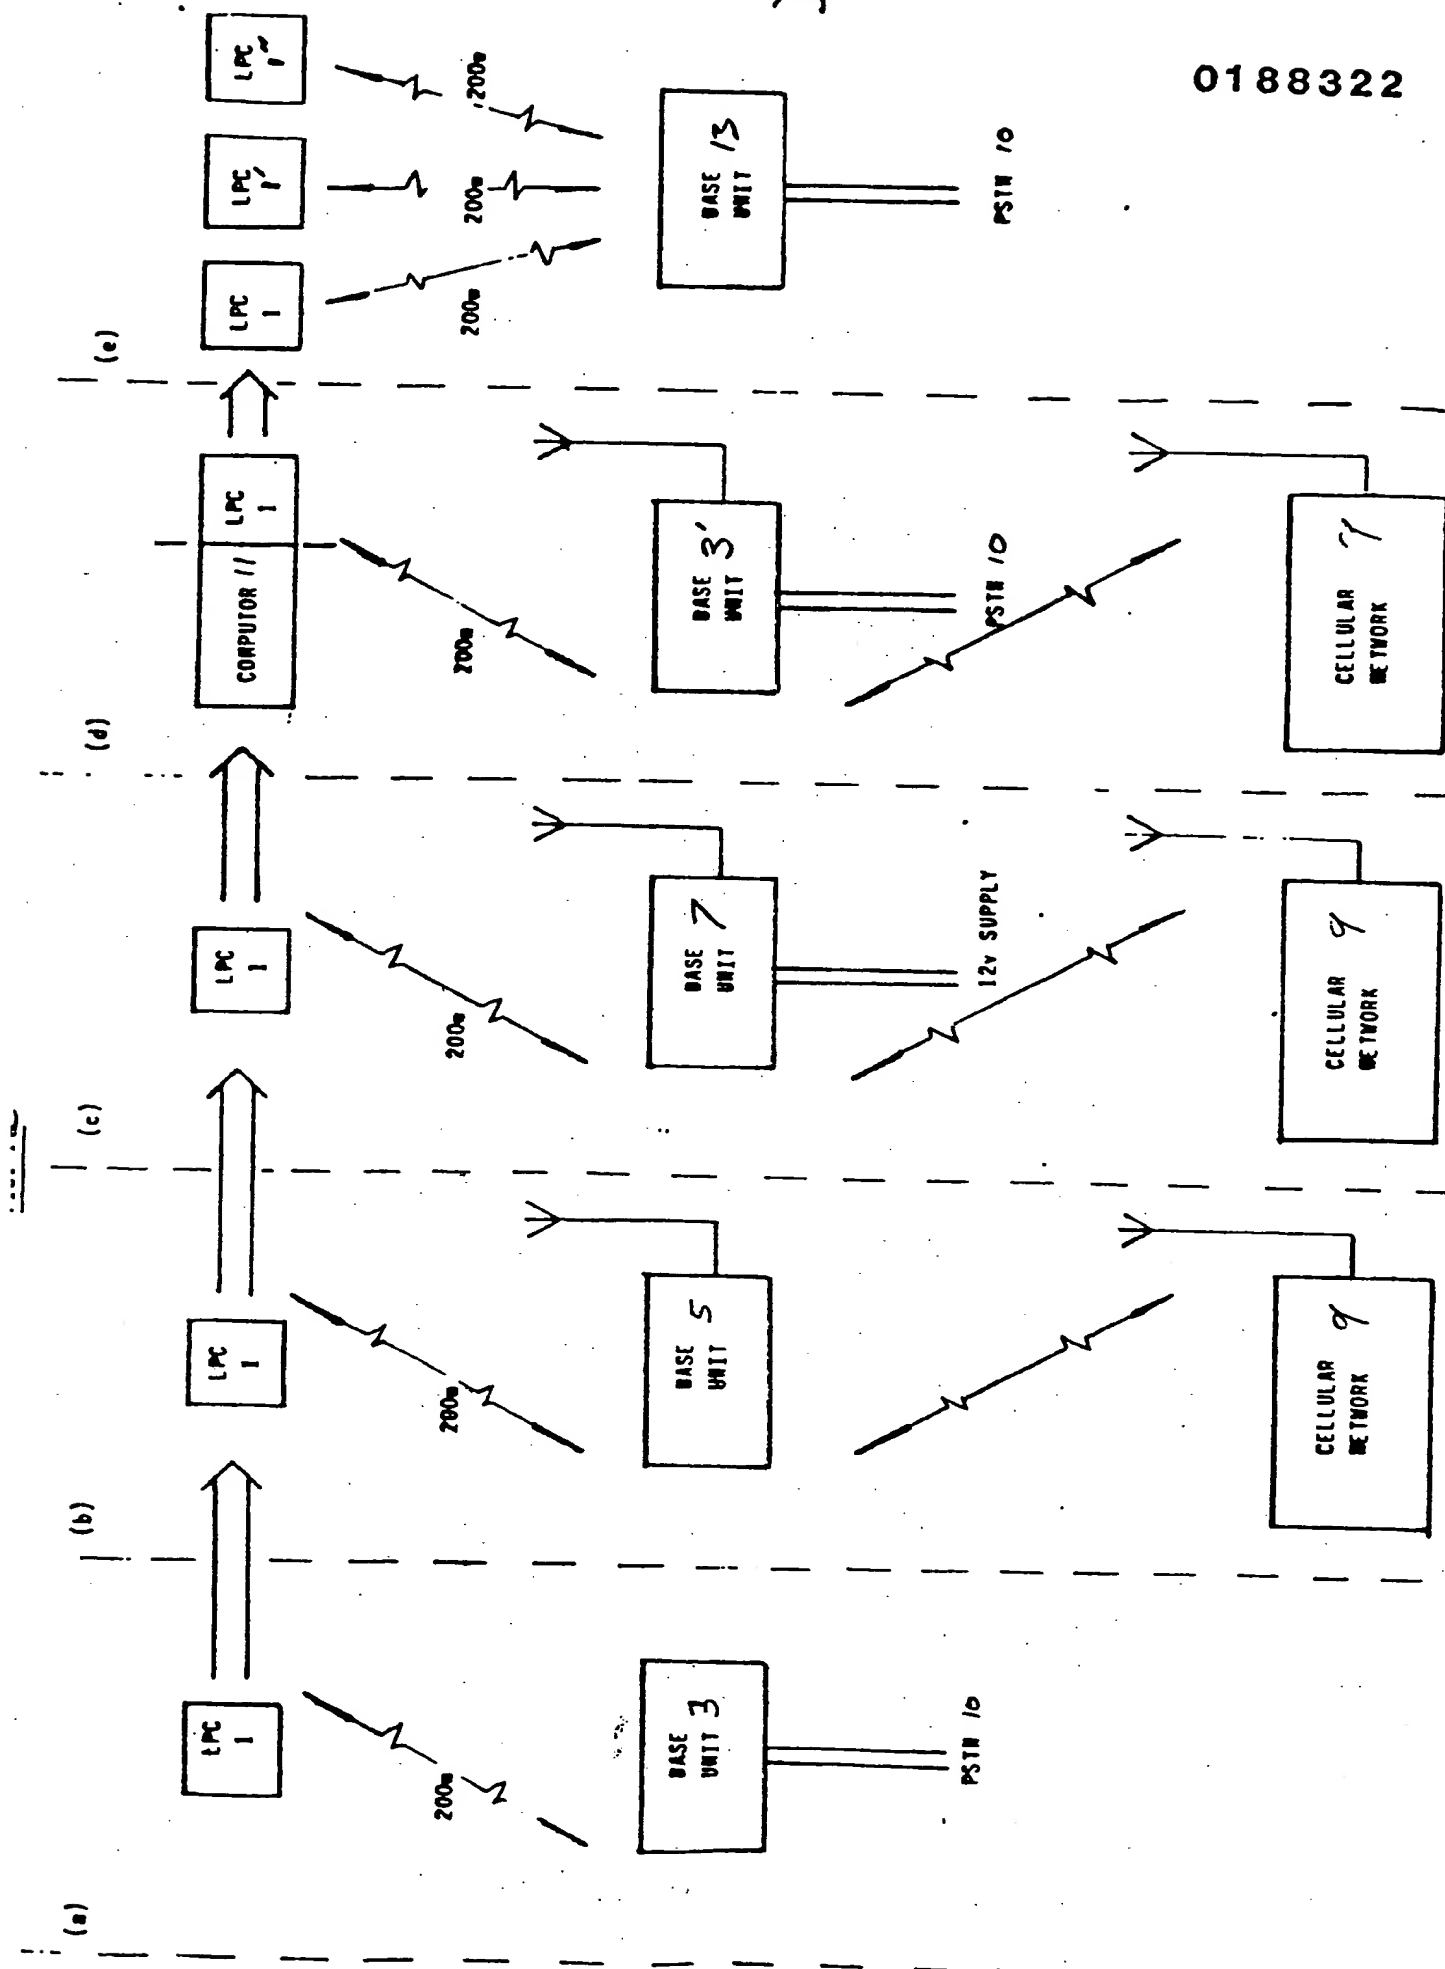 0188322
(a)
LPC
1
200m
BASE
UNIT 3
PSTN 10
(b)
LPC
1
200m
BASE
UNIT 5
CELLULAR
NETWORK 9
(c)
LPC
1
200m
BASE
UNIT 7
12v SUPPLY
CELLULAR
NETWORK 9
(d)
COMPUTOR 11
LPC
1
200m
BASE
UNIT 3'
PSTN 10
CELLULAR
NETWORK 9
(e)
LPC
1
LPC
1'
LPC
1"
200m
200m
200m
BASE
UNIT 13
PSTN 10